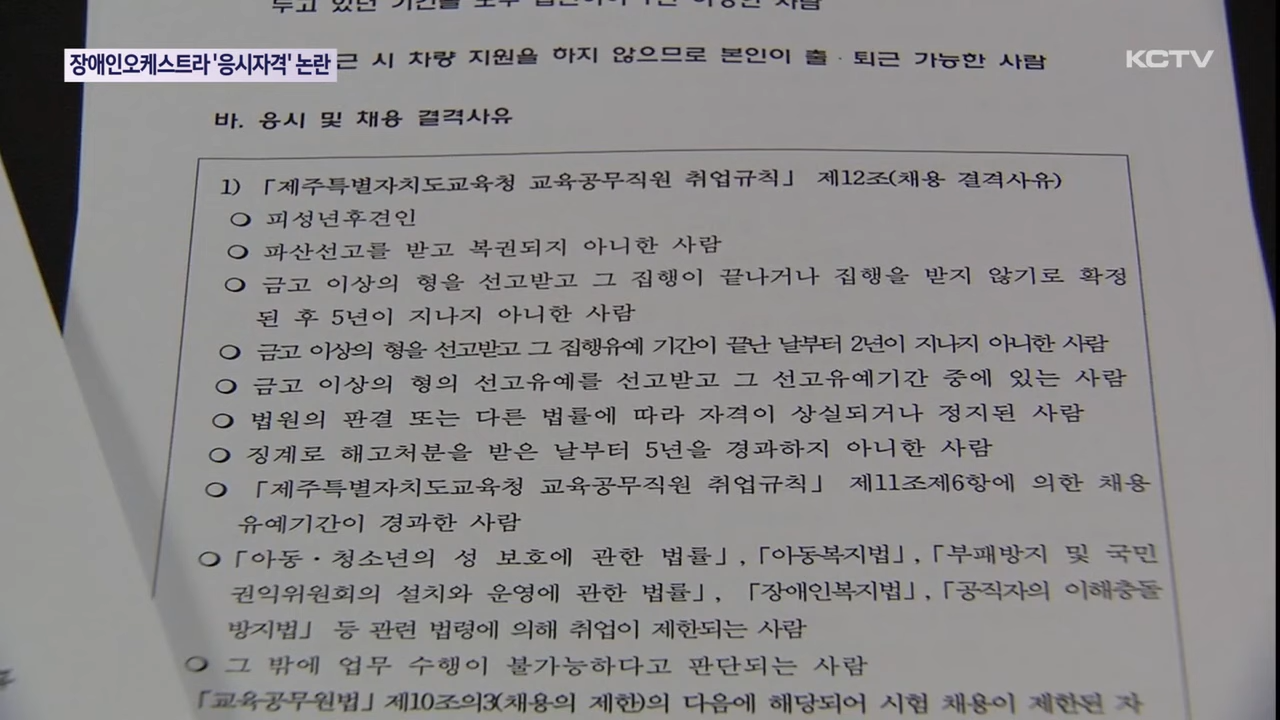 두고 있던 기간을 모두
장애인오케스트라 '응시자격' 논란
KCTV
근 시 차량 지원을 하지 않으므로 본인이 출·퇴근 가능한 사람
바. 응시 및 채용 결격사유
1) 「제주특별자치도교육청 교육공무직원 취업규칙」 제12조(채용 결격사유)
❍ 피성년후견인
❍ 파산선고를 받고 복권되지 아니한 사람
❍ 금고 이상의 형을 선고받고 그 집행이 끝나거나 집행을 받지 않기로 확정
된 후 5년이 지나지 아니한 사람
❍ 금고 이상의 형을 선고받고 그 집행유예 기간이 끝난 날부터 2년이 지나지 아니한 사람
❍ 금고 이상의 형의 선고유예를 선고받고 그 선고유예기간 중에 있는 사람
❍ 법원의 판결 또는 다른 법률에 따라 자격이 상실되거나 정지된 사람
❍ 징계로 해고처분을 받은 날부터 5년을 경과하지 아니한 사람
❍ 「제주특별자치도교육청 교육공무직원 취업규칙」 제11조제6항에 의한 채용
유예기간이 경과한 사람
❍ 「아동·청소년의 성 보호에 관한 법률」, 「아동복지법」, 「부패방지 및 국민
권익위원회의 설치와 운영에 관한 법률」, 「장애인복지법」, 「공직자의 이해충돌
방지법」 등 관련 법령에 의해 취업이 제한되는 사람
❍ 그 밖에 업무 수행이 불가능하다고 판단되는 사람
「교육공무원법」 제10조의3(채용의 제한)의 다음에 해당되어 시험 채용이 제한된 자